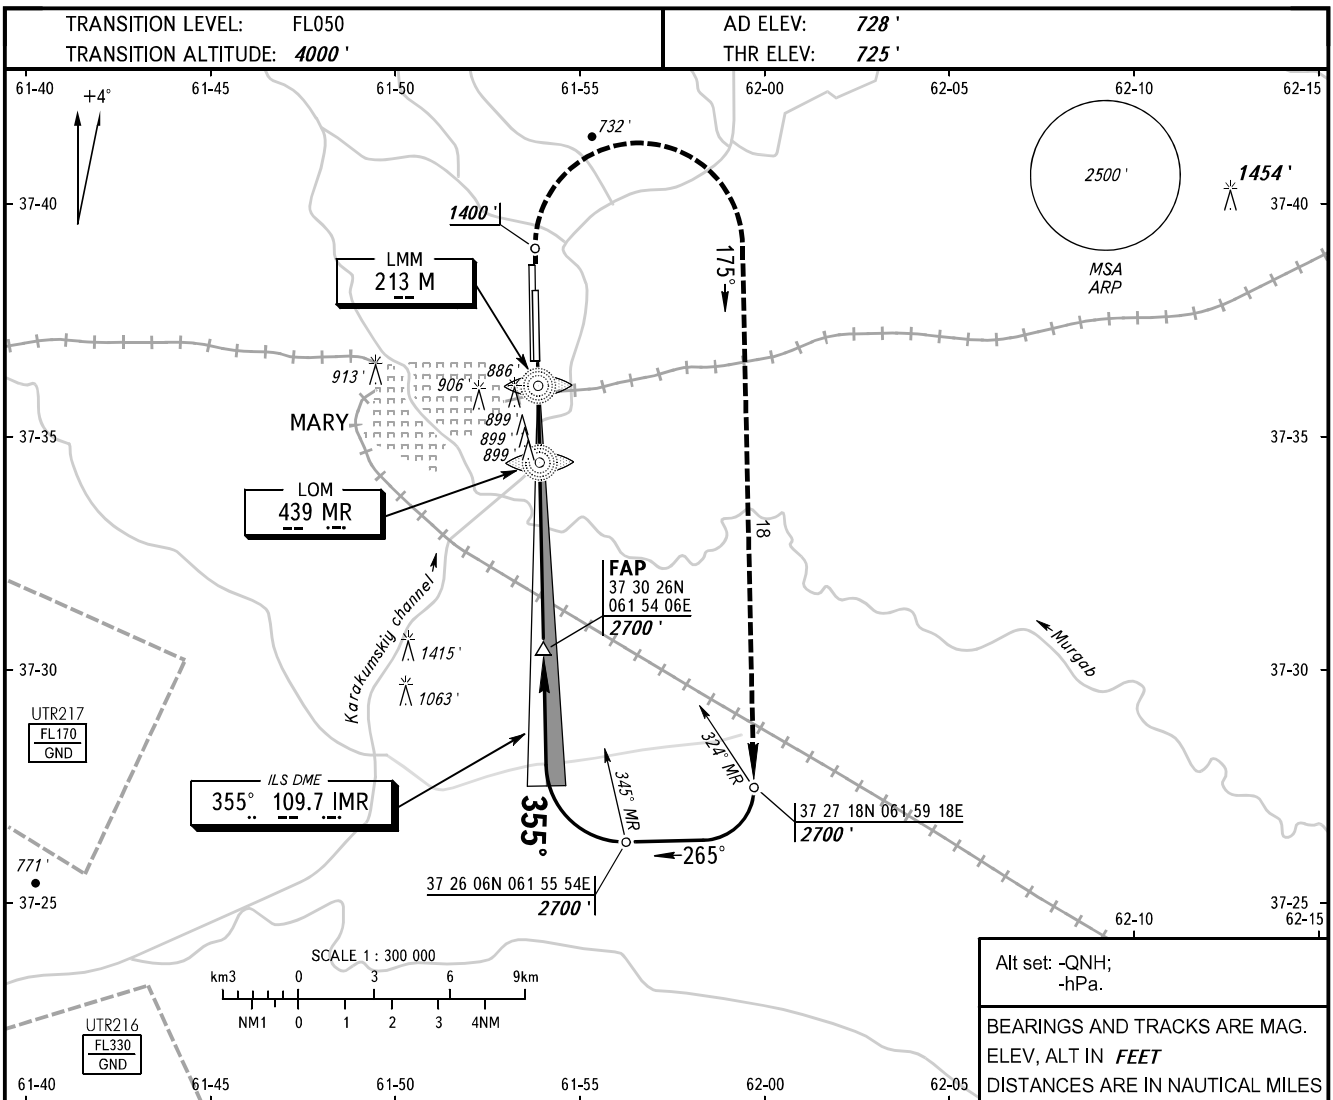 TRANSITION LEVEL: FL050
TRANSITION ALTITUDE: 4000 '
AD ELEV: 728 '
THR ELEV: 725 '
61-40 61-45 61-50 61-55 62-00 62-05 62-10 62-15
+4°
732 '
2500 '
1454 '
MSA
ARP
37-40
37-40
1400 '
LMM
213 M
175°
913 '
906 '
886 '
MARY
899 '
899 '
899 '
37-35
37-35
LOM
439 MR
18
FAP
37 30 26N
061 54 06E
2700 '
Karakumskiy channel
Murgab
1415 '
1063 '
37-30
37-30
UTR217
FL170
GND
ILS DME
355° 109.7 IMR
355°
345° MR
324° MR
37 27 18N 061 59 18E
2700 '
265°
771 '
37 26 06N 061 55 54E
2700 '
37-25
37-25
62-10 62-15
SCALE 1 : 300 000
km3 0 3 6 9km
NM1 0 1 2 3 4NM
UTR216
FL330
GND
Alt set: -QNH;
-hPa.
BEARINGS AND TRACKS ARE MAG.
ELEV, ALT IN FEET
DISTANCES ARE IN NAUTICAL MILES
61-40 61-45 61-50 61-55 62-00 62-05